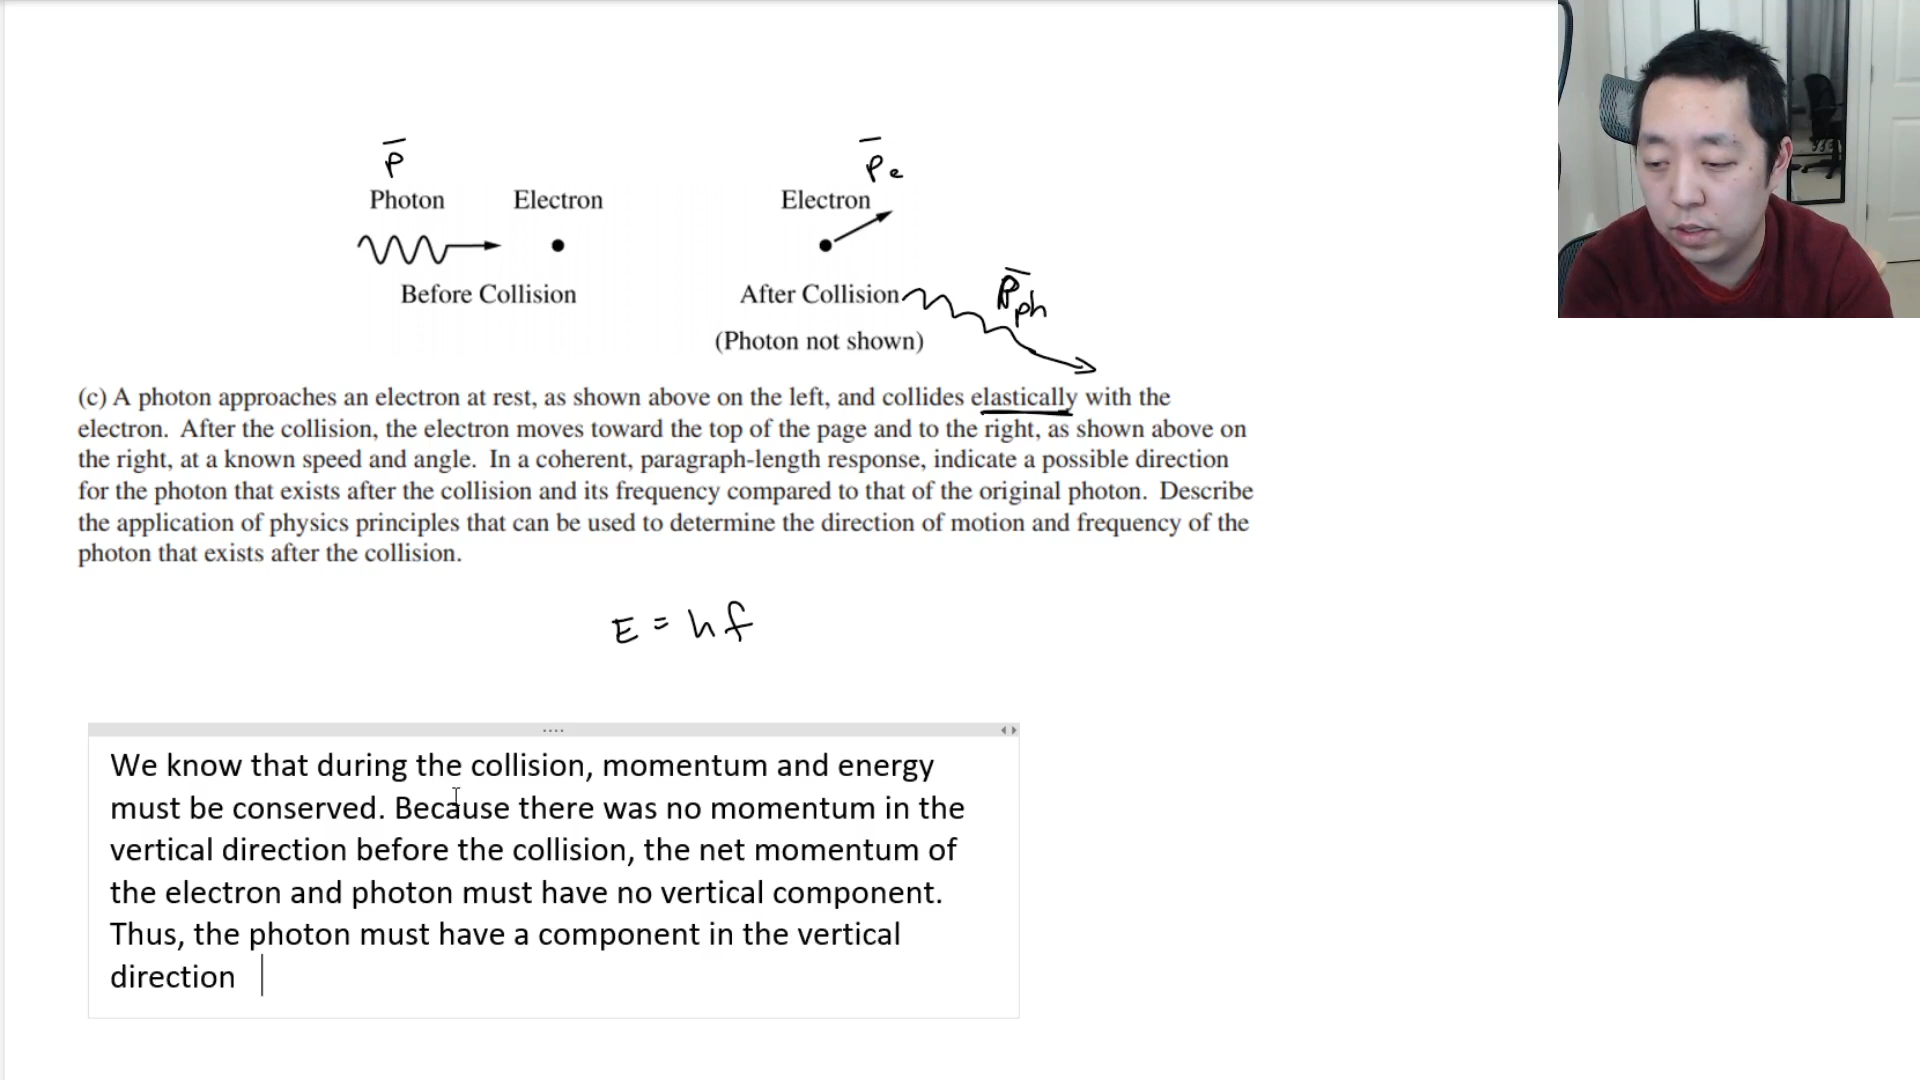 P̅
P̅e
Photon
Electron
Electron
Before Collision
After Collision
P̅ph
(Photon not shown)
(c) A photon approaches an electron at rest, as shown above on the left, and collides elastically with the
electron. After the collision, the electron moves toward the top of the page and to the right, as shown above on
the right, at a known speed and angle. In a coherent, paragraph-length response, indicate a possible direction
for the photon that exists after the collision and its frequency compared to that of the original photon. Describe
the application of physics principles that can be used to determine the direction of motion and frequency of the
photon that exists after the collision.
E = hf
We know that during the collision, momentum and energy
must be conserved. Because there was no momentum in the
vertical direction before the collision, the net momentum of
the electron and photon must have no vertical component.
Thus, the photon must have a component in the vertical
direction